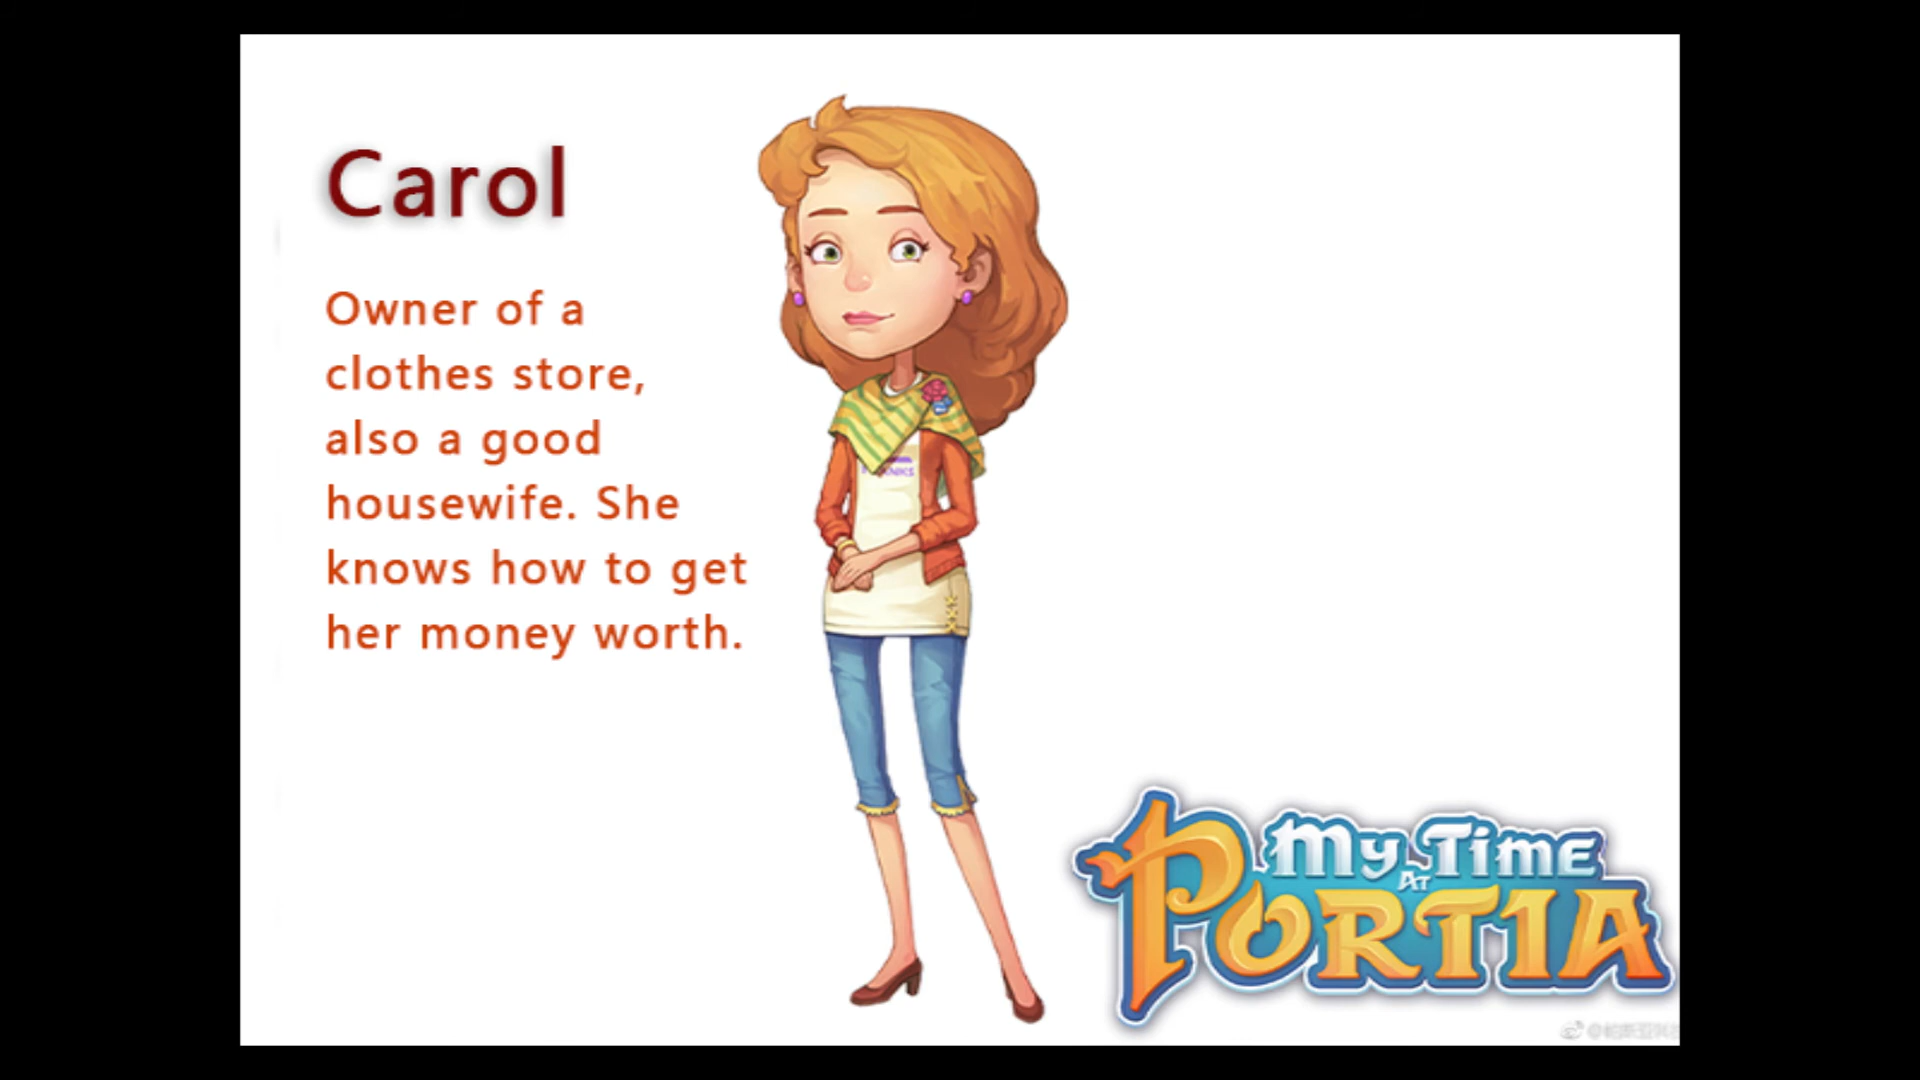 Carol
Owner of a
clothes store,
also a good
housewife. She
knows how to get
her money worth.
My Time
AT
PORTIA